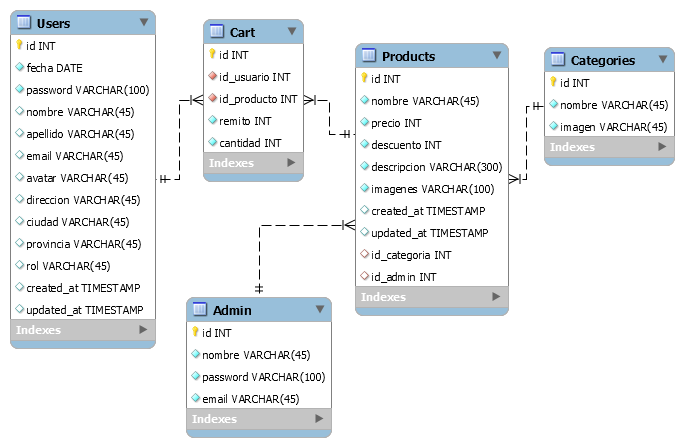 Users
id INT
fecha DATE
password VARCHAR(100)
nombre VARCHAR(45)
apellido VARCHAR(45)
email VARCHAR(45)
avatar VARCHAR(45)
direccion VARCHAR(45)
ciudad VARCHAR(45)
provincia VARCHAR(45)
rol VARCHAR(45)
created_at TIMESTAMP
updated_at TIMESTAMP
Indexes
Cart
id INT
id_usuario INT
id_producto INT
remito INT
cantidad INT
Indexes
Products
id INT
nombre VARCHAR(45)
precio INT
descuento INT
descripcion VARCHAR(300)
imagenes VARCHAR(100)
created_at TIMESTAMP
updated_at TIMESTAMP
id_categoria INT
id_admin INT
Indexes
Categories
id INT
nombre VARCHAR(45)
imagen VARCHAR(45)
Indexes
Admin
id INT
nombre VARCHAR(45)
password VARCHAR(100)
email VARCHAR(45)
Indexes